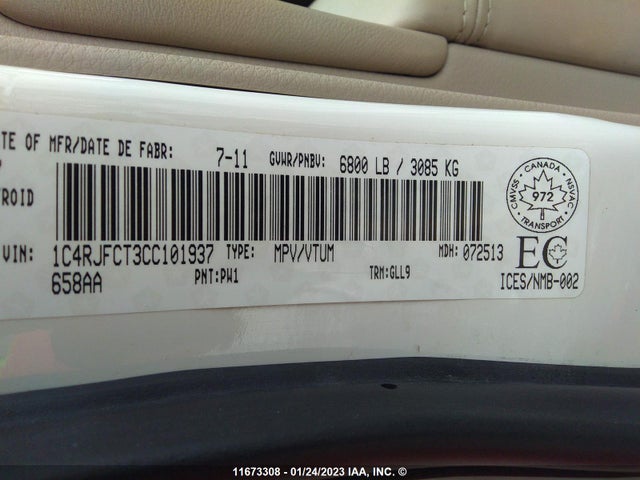 TE OF MFR/DATE DE FABR: 7-11 GVWR/PNBV: 6800 LB / 3085 KG
ROID
VIN: 1C4RJFCT3CC101937 TYPE: MPV/VTUM MDH: 072513
658AA PNT:PW1 TRM:GLL9
CANADA
CMVSS NSVAC
972
TRANSPORT
EC
ICES/NMB-002
11673308 - 01/24/2023 IAA, INC. ©